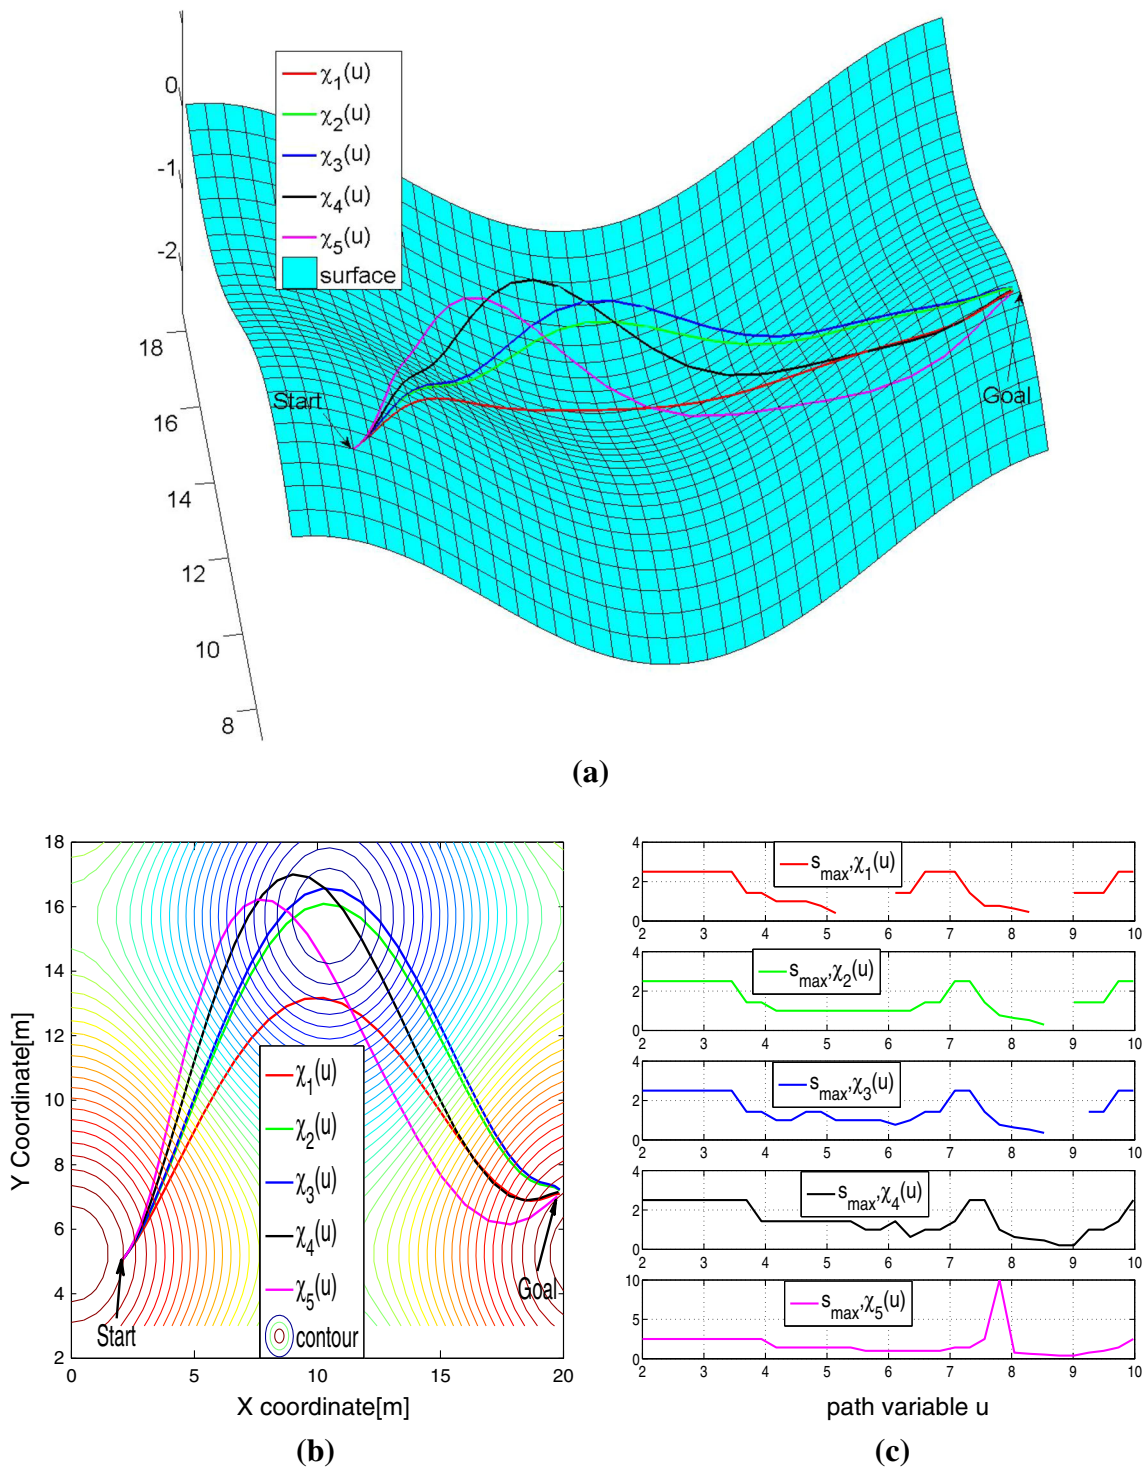 0
-1
-2
18
16
14
12
10
8
χ1(u)
χ2(u)
χ3(u)
χ4(u)
χ5(u)
surface
Start
Goal
(a)
18
16
14
12
10
8
6
4
2
0
5
10
15
20
Y Coordinate[m]
X coordinate[m]
χ1(u)
χ2(u)
χ3(u)
χ4(u)
χ5(u)
contour
Start
Goal
(b)
4
2
0
2 3 4 5 6 7 8 9 10
smax,χ1(u)
4
2
0
2 3 4 5 6 7 8 9 10
smax,χ2(u)
4
2
0
2 3 4 5 6 7 8 9 10
smax,χ3(u)
4
2
0
2 3 4 5 6 7 8 9 10
smax,χ4(u)
10
5
0
2 3 4 5 6 7 8 9 10
smax,χ5(u)
path variable u
(c)